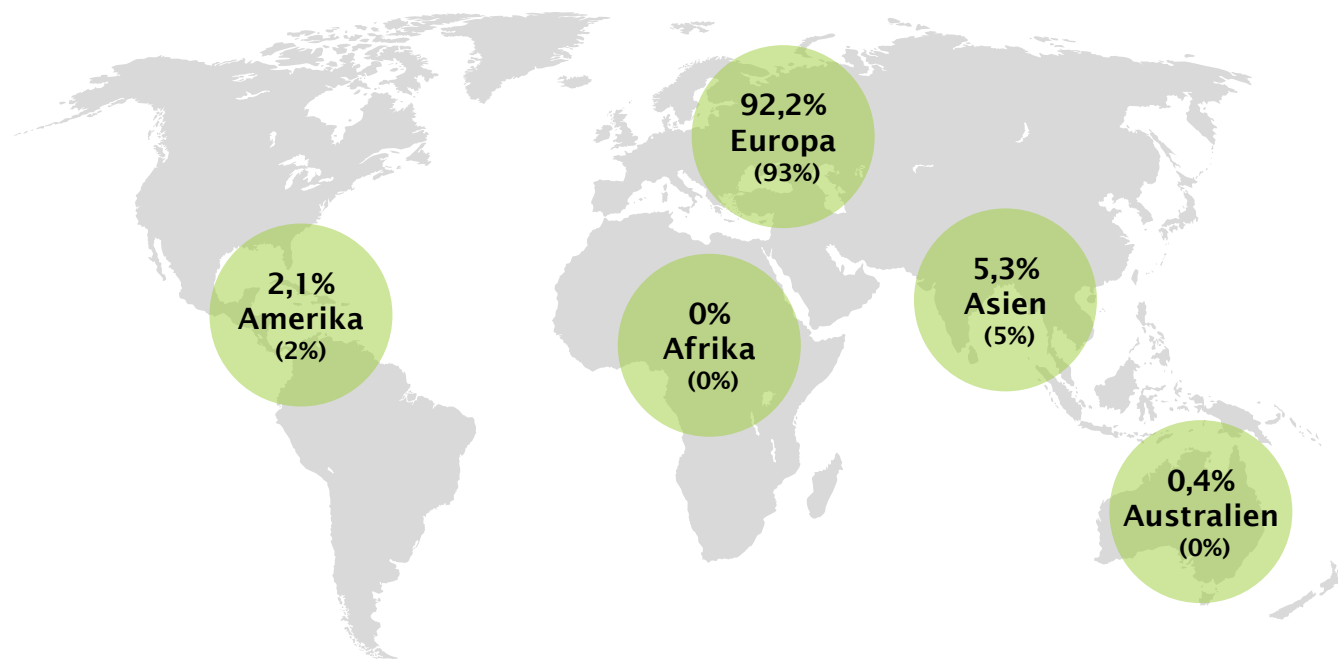 92,2%
Europa
(93%)
2,1%
Amerika
(2%)
0%
Afrika
(0%)
5,3%
Asien
(5%)
0,4%
Australien
(0%)